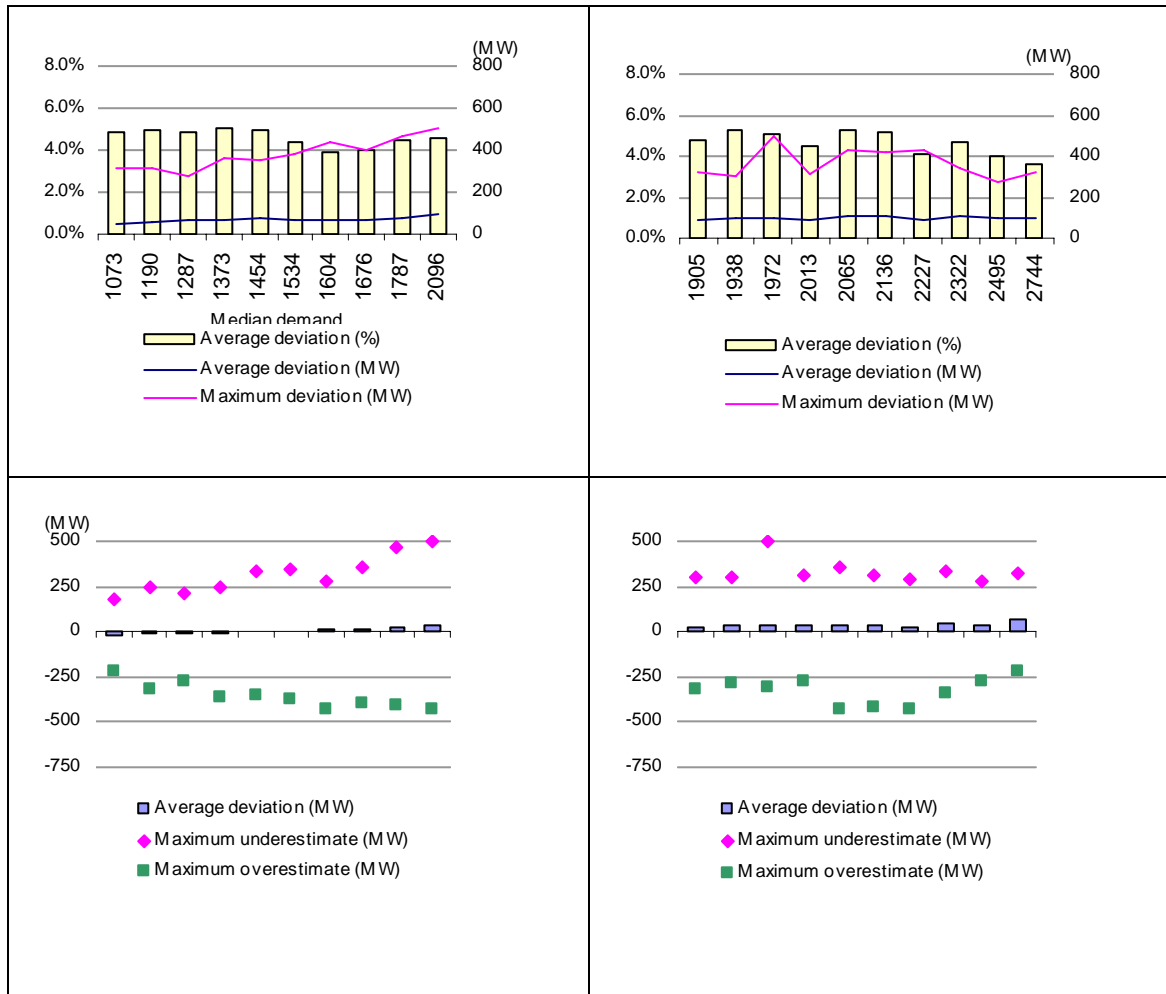 (MW)
8.0%
800
6.0%
600
4.0%
400
2.0%
200
0.0%
0
1073 1190 1287 1373 1454 1534 1604 1676 1787 2096
Median demand
Average deviation (%)
Average deviation (MW)
Maximum deviation (MW)
(MW)
8.0%
800
6.0%
600
4.0%
400
2.0%
200
0.0%
0
1905 1938 1972 2013 2065 2136 2227 2322 2495 2744
Average deviation (%)
Average deviation (MW)
Maximum deviation (MW)
(MW)
500
250
0
-250
-500
-750
Average deviation (MW)
Maximum underestimate (MW)
Maximum overestimate (MW)
500
250
0
-250
-500
-750
Average deviation (MW)
Maximum underestimate (MW)
Maximum overestimate (MW)